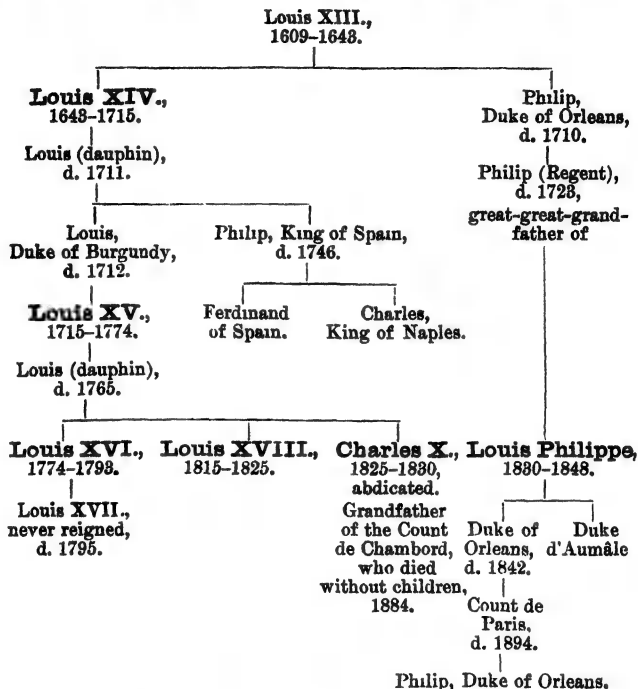 Louis XIII.,
1609–1643.
Louis XIV.,
1643–1715.
Louis (dauphin),
d. 1711.
Philip,
Duke of Orleans,
d. 1710.
Philip (Regent),
d. 1723,
great-great-grand-
father of
Louis,
Duke of Burgundy,
d. 1712.
Philip, King of Spain,
d. 1746.
Louis XV.,
1715–1774.
Ferdinand
of Spain.
Charles,
King of Naples.
Louis (dauphin),
d. 1765.
Louis XVI.,
1774–1793.
Louis XVII.,
never reigned,
d. 1795.
Louis XVIII.,
1815–1825.
Charles X.,
1825–1830,
abdicated.
Grandfather
of the Count
de Chambord,
who died
without children,
1884.
Louis Philippe,
1830–1848.
Duke of
Orleans,
d. 1842.
Duke
d'Aumâle
Count de
Paris,
d. 1894.
Philip, Duke of Orleans.